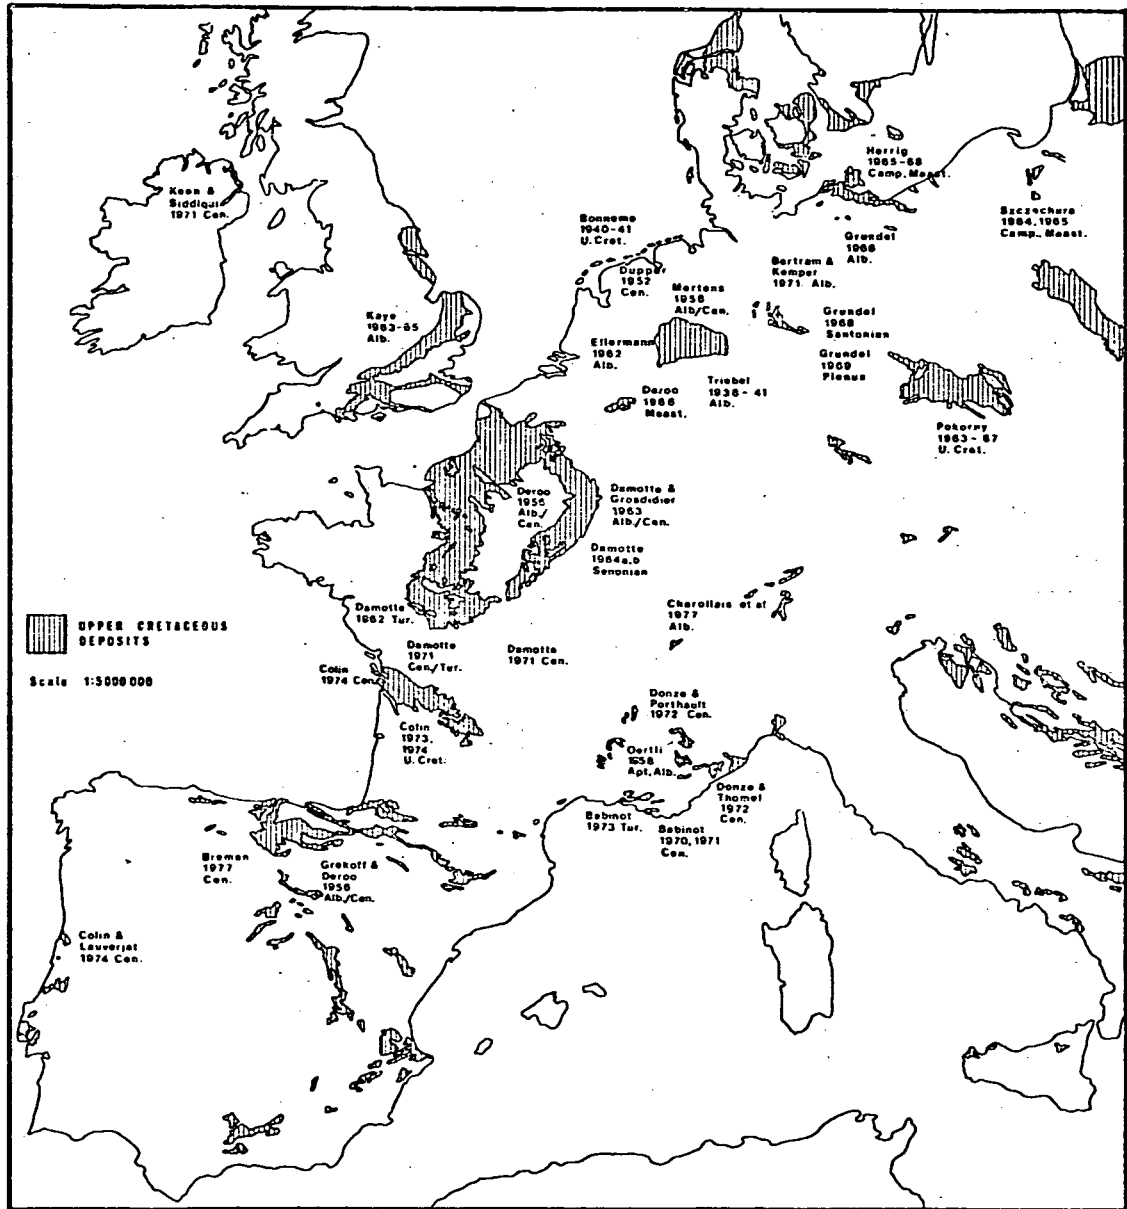 Keen &
Siddiqui
1971 Cen.
Kaye
1963-65
Alb.
Bonneme
1940-41
U. Cret.
Dupper
1952
Cen.
Mertens
1956
Alb/Cen.
Ellermann
1962
Alb.
Deroo
1966
Maast.
Triebel
1938-41
Alb.
Bertram &
Kemper
1971 Alb.
Herrig
1965-68
Camp, Maast.
Grundel
1966
Alb.
Szczechura
1964, 1965
Camp., Maast.
Grundel
1968
Santonian
Grundel
1969
Plenus
Pokorny
1963-67
U. Cret.
Deroo
1956
Alb./
Cen.
Damotte &
Grosdidier
1963
Alb./Cen.
Damotte
1964a,b
Senonian
UPPER CRETACEOUS
DEPOSITS
Scale 1:5000000
Damotte
1962 Tur.
Damotte
1971
Cen/Tur.
Damotte
1971 Cen.
Charollais et al
1977
Alb.
Colin
1974 Cen.
Colin
1973,
1974
U. Cret.
Donze &
Porthault
1972 Cen.
Oertli
1958
Apt, Alb.
Donze &
Thomel
1972
Cen.
Babinot
1973 Tur.
Babinot
1970, 1971
Cen.
Breman
1977
Cen.
Grekoff &
Deroo
1956
Alb./Cen.
Colin &
Lauverjat
1974 Cen.